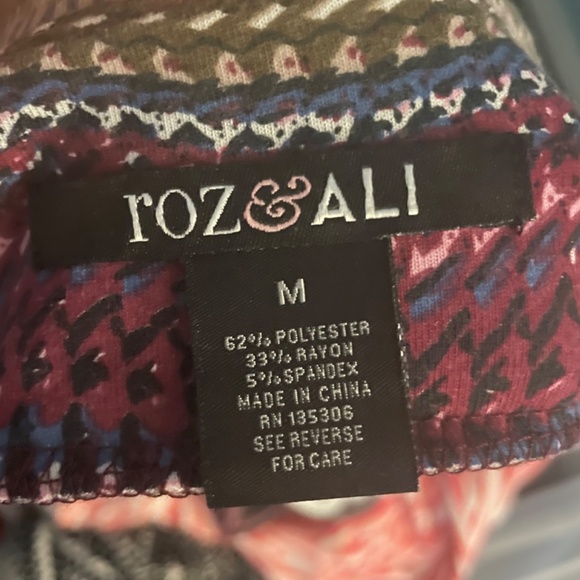 roz&ALI
M
62% POLYESTER
33% RAYON
5% SPANDEX
MADE IN CHINA
RN 135306
SEE REVERSE
FOR CARE